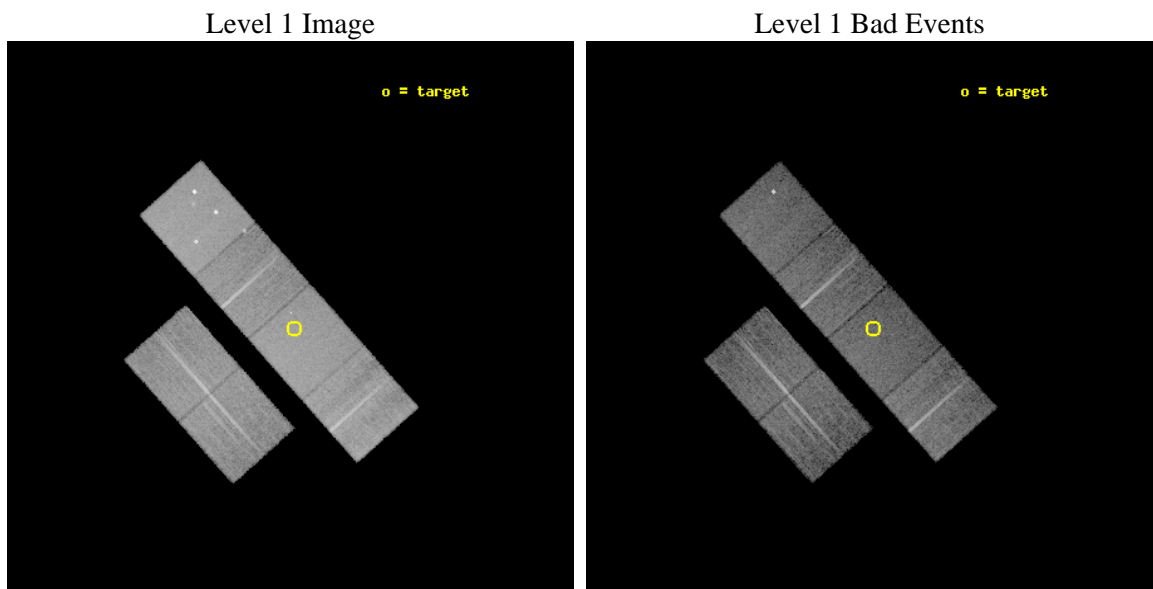 Level 1 Image
Level 1 Bad Events
o = target
o = target